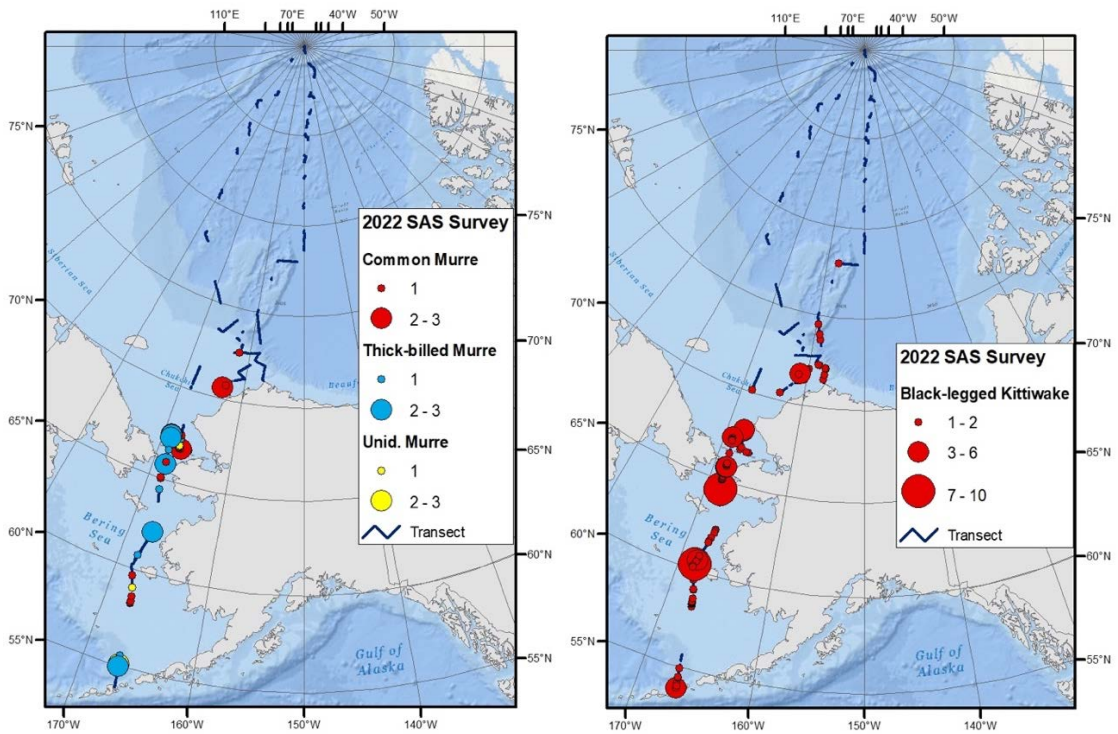 110°E 70°E 40°W 50°W
75°N
70°N
65°N
60°N
55°N
75°N
70°N
65°N
60°N
55°N
170°W 160°W 150°W 140°W
Siberian Sea
Chukchi Sea
Bering Sea
Gulf of Alaska
2022 SAS Survey
Common Murre
1
2 - 3
Thick-billed Murre
1
2 - 3
Unid. Murre
1
2 - 3
Transect
110°E 70°E 40°W 50°W
75°N
70°N
65°N
60°N
55°N
75°N
70°N
65°N
60°N
55°N
170°W 160°W 150°W 140°W
Siberian Sea
Chukchi Sea
Bering Sea
Gulf of Alaska
2022 SAS Survey
Black-legged Kittiwake
1 - 2
3 - 6
7 - 10
Transect